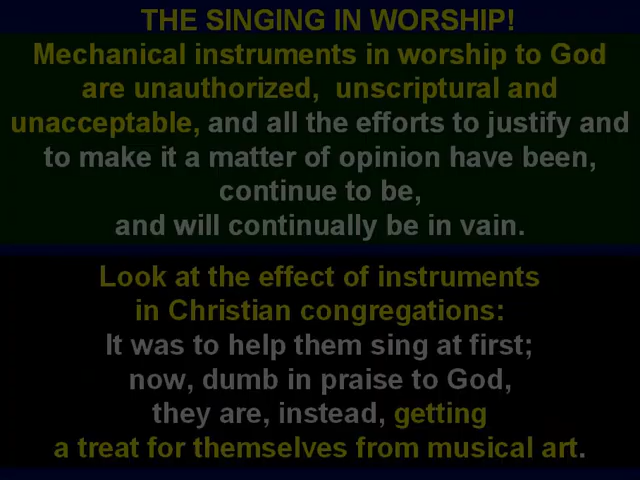 THE SINGING IN WORSHIP!
Mechanical instruments in worship to God
are unauthorized, unscriptural and
unacceptable, and all the efforts to justify and
to make it a matter of opinion have been,
continue to be,
and will continually be in vain.
Look at the effect of instruments
in Christian congregations:
It was to help them sing at first;
now, dumb in praise to God,
they are, instead, getting
a treat for themselves from musical art.